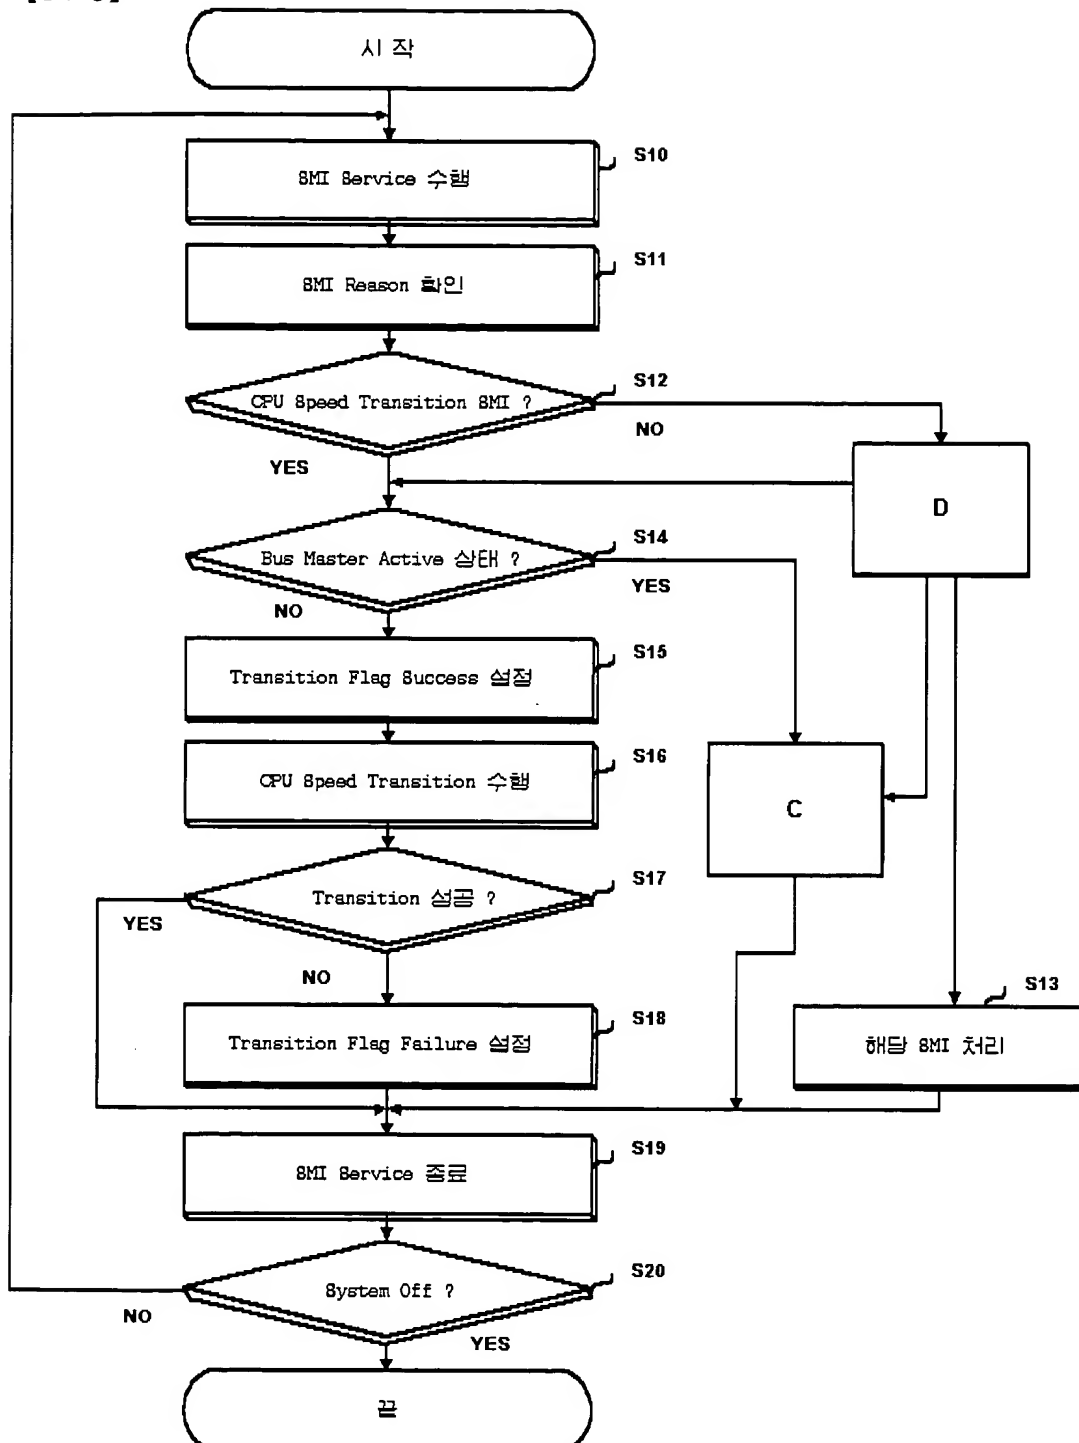 시 작
SMI Service 수행
S10
SMI Reason 확인
S11
CPU Speed Transition SMI ?
S12
NO
YES
D
Bus Master Active 상태 ?
S14
YES
NO
Transition Flag Success 설정
S15
CPU Speed Transition 수행
S16
C
Transition 성공 ?
S17
YES
NO
S13
Transition Flag Failure 설정
S18
해당 SMI 처리
SMI Service 종료
S19
System Off ?
S20
NO
YES
끝